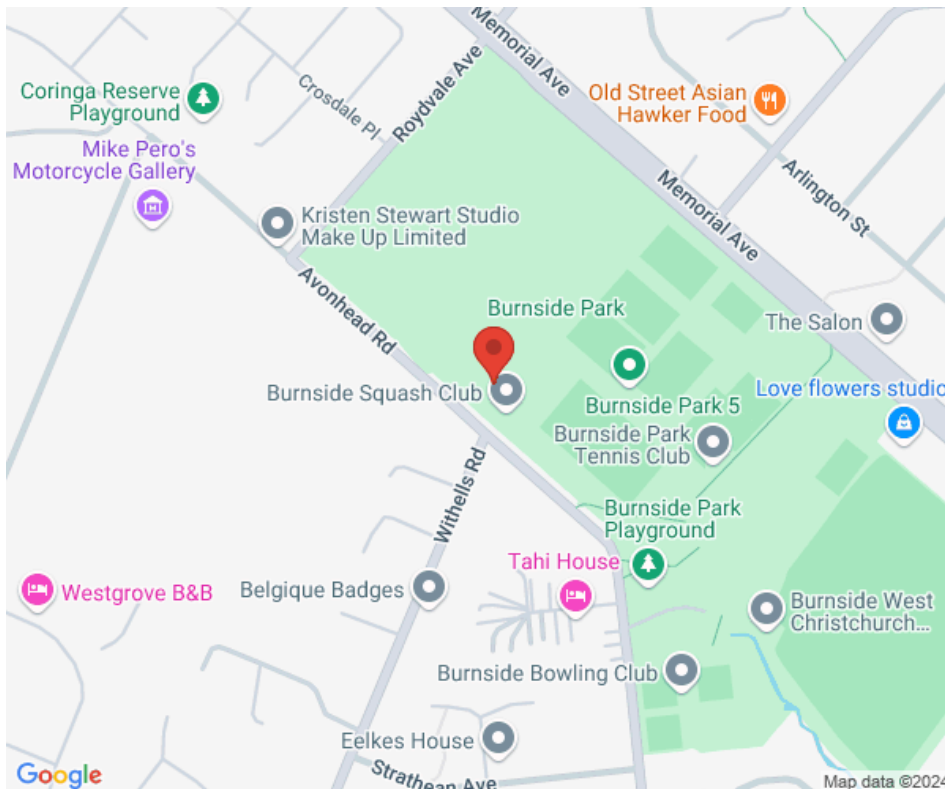 Memorial Ave
Roydvale Ave
Coringa Reserve
Playground
Crosdale Pl
Old Street Asian
Hawker Food
Mike Pero's
Motorcycle Gallery
Memorial Ave
Arlington St
Kristen Stewart Studio
Make Up Limited
Avonhead Rd
Burnside Park
The Salon
Burnside Squash Club
Burnside Park 5
Love flowers studio
Burnside Park
Tennis Club
Withells Rd
Burnside Park
Playground
Tahi House
Westgrove B&B
Belgique Badges
Burnside West
Christchurch...
Burnside Bowling Club
Eelkes House
Strathean Ave
Google
Map data ©2024